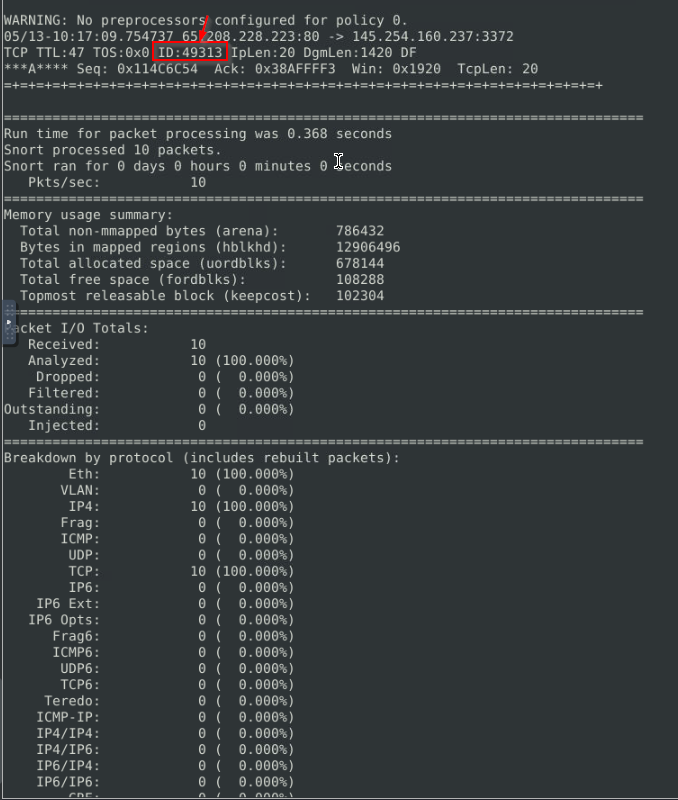 WARNING: No preprocessors configured for policy 0.
05/13-10:17:09.754737 65.208.228.223:80 -> 145.254.160.237:3372
TCP TTL:47 TOS:0x0 ID:49313 IpLen:20 DgmLen:1420 DF
***A**** Seq: 0x114C6C54  Ack: 0x38AFFFF3  Win: 0x1920  TcpLen: 20
=+=+=+=+=+=+=+=+=+=+=+=+=+=+=+=+=+=+=+=+=+=+=+=+=+=+=+=+=+=+=+=+=+=+=+=+=+
===============================================================================
Run time for packet processing was 0.368 seconds
Snort processed 10 packets.
Snort ran for 0 days 0 hours 0 minutes 0 seconds
Pkts/sec: 10
===============================================================================
Memory usage summary:
Total non-mmapped bytes (arena): 786432
Bytes in mapped regions (hblkhd): 12906496
Total allocated space (uordblks): 678144
Total free space (fordblks): 108288
Topmost releasable block (keepcost): 102304
===============================================================================
Packet I/O Totals:
Received: 10
Analyzed: 10 (100.000%)
Dropped: 0 (  0.000%)
Filtered: 0 (  0.000%)
Outstanding: 0 (  0.000%)
Injected: 0
===============================================================================
Breakdown by protocol (includes rebuilt packets):
Eth: 10 (100.000%)
VLAN: 0 (  0.000%)
IP4: 10 (100.000%)
Frag: 0 (  0.000%)
ICMP: 0 (  0.000%)
UDP: 0 (  0.000%)
TCP: 10 (100.000%)
IP6: 0 (  0.000%)
IP6 Ext: 0 (  0.000%)
IP6 Opts: 0 (  0.000%)
Frag6: 0 (  0.000%)
ICMP6: 0 (  0.000%)
UDP6: 0 (  0.000%)
TCP6: 0 (  0.000%)
Teredo: 0 (  0.000%)
ICMP-IP: 0 (  0.000%)
IP4/IP4: 0 (  0.000%)
IP4/IP6: 0 (  0.000%)
IP6/IP4: 0 (  0.000%)
IP6/IP6: 0 (  0.000%)